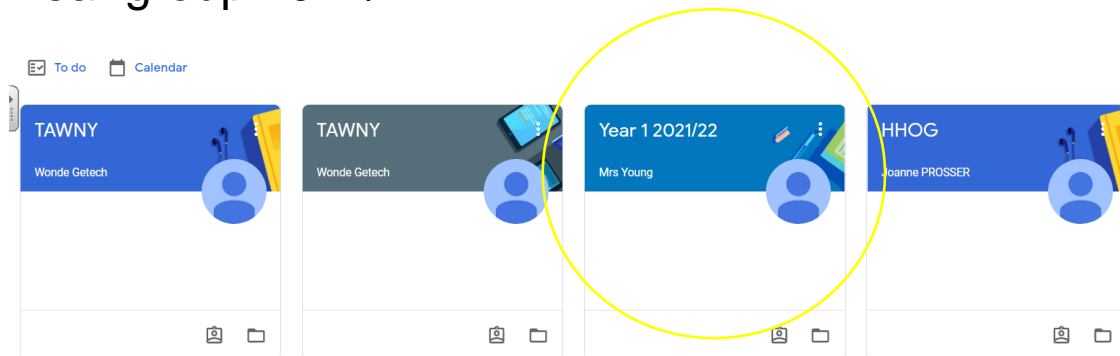 To do Calendar
TAWNY
Wonde Getech
TAWNY
Wonde Getech
Year 1 2021/22
Mrs Young
HHOG
Joanne PROSSER